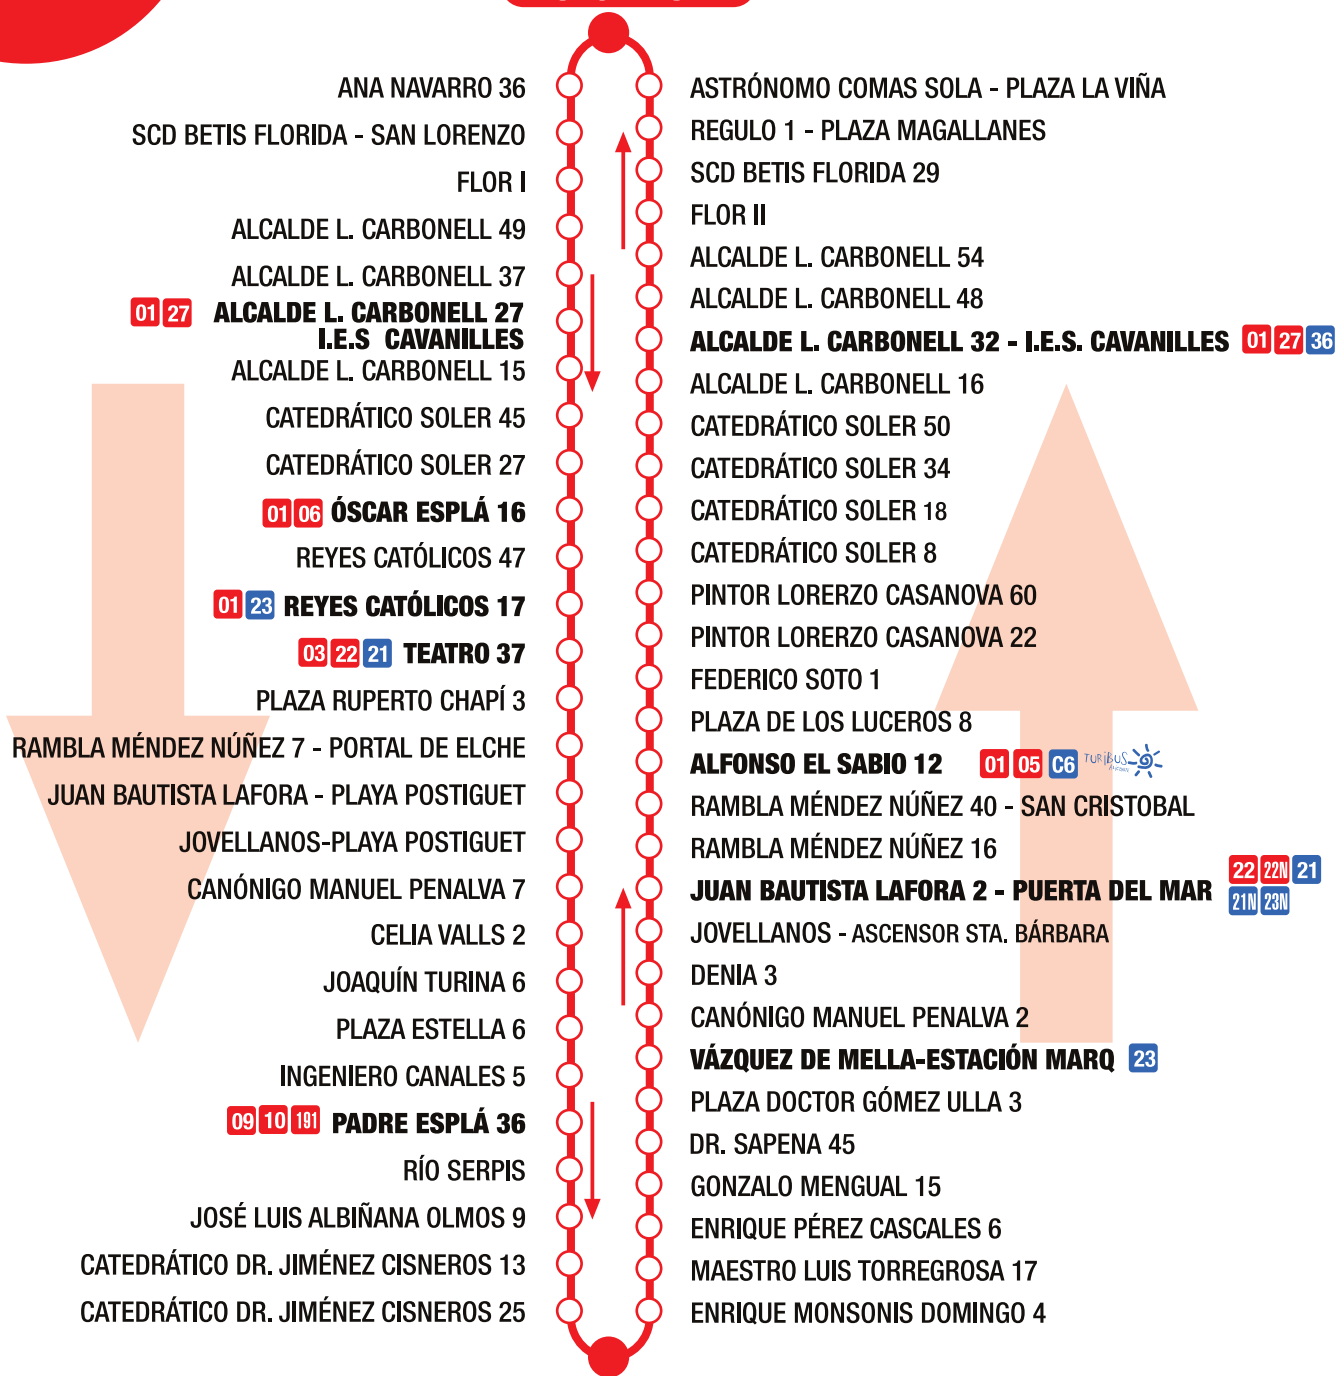 ANA NAVARRO 36
SCD BETIS FLORIDA - SAN LORENZO
FLOR I
ALCALDE L. CARBONELL 49
ALCALDE L. CARBONELL 37
01 27 ALCALDE L. CARBONELL 27
I.E.S CAVANILLES
ALCALDE L. CARBONELL 15
CATEDRÁTICO SOLER 45
CATEDRÁTICO SOLER 27
01 06 ÓSCAR ESPLÁ 16
REYES CATÓLICOS 47
01 23 REYES CATÓLICOS 17
03 22 21 TEATRO 37
PLAZA RUPERTO CHAPÍ 3
RAMBLA MÉNDEZ NÚÑEZ 7 - PORTAL DE ELCHE
JUAN BAUTISTA LAFORA - PLAYA POSTIGUET
JOVELLANOS-PLAYA POSTIGUET
CANÓNIGO MANUEL PENALVA 7
CELIA VALLS 2
JOAQUÍN TURINA 6
PLAZA ESTELLA 6
INGENIERO CANALES 5
09 10 191 PADRE ESPLÁ 36
RÍO SERPIS
JOSÉ LUIS ALBIÑANA OLMOS 9
CATEDRÁTICO DR. JIMÉNEZ CISNEROS 13
CATEDRÁTICO DR. JIMÉNEZ CISNEROS 25
ASTRÓNOMO COMAS SOLA - PLAZA LA VIÑA
REGULO 1 - PLAZA MAGALLANES
SCD BETIS FLORIDA 29
FLOR II
ALCALDE L. CARBONELL 54
ALCALDE L. CARBONELL 48
ALCALDE L. CARBONELL 32 - I.E.S. CAVANILLES 01 27 36
ALCALDE L. CARBONELL 16
CATEDRÁTICO SOLER 50
CATEDRÁTICO SOLER 34
CATEDRÁTICO SOLER 18
CATEDRÁTICO SOLER 8
PINTOR LORERZO CASANOVA 60
PINTOR LORERZO CASANOVA 22
FEDERICO SOTO 1
PLAZA DE LOS LUCEROS 8
ALFONSO EL SABIO 12 01 05 C6 TURIBUS
RAMBLA MÉNDEZ NÚÑEZ 40 - SAN CRISTOBAL
RAMBLA MÉNDEZ NÚÑEZ 16
JUAN BAUTISTA LAFORA 2 - PUERTA DEL MAR 22 22N 21
21N 23N
JOVELLANOS - ASCENSOR STA. BÁRBARA
DENIA 3
CANÓNIGO MANUEL PENALVA 2
VÁZQUEZ DE MELLA-ESTACIÓN MARQ 23
PLAZA DOCTOR GÓMEZ ULLA 3
DR. SAPENA 45
GONZALO MENGUAL 15
ENRIQUE PÉREZ CASCALES 6
MAESTRO LUIS TORREGROSA 17
ENRIQUE MONSONIS DOMINGO 4